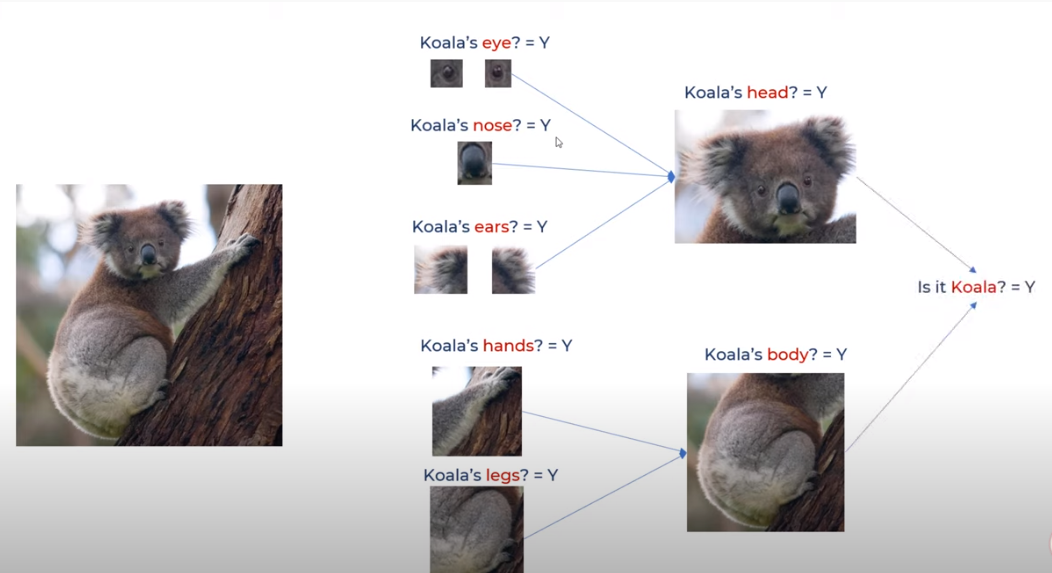 Koala's eye? = Y
Koala's nose? = Y
Koala's ears? = Y
Koala's hands? = Y
Koala's legs? = Y
Koala's head? = Y
Koala's body? = Y
Is it Koala? = Y